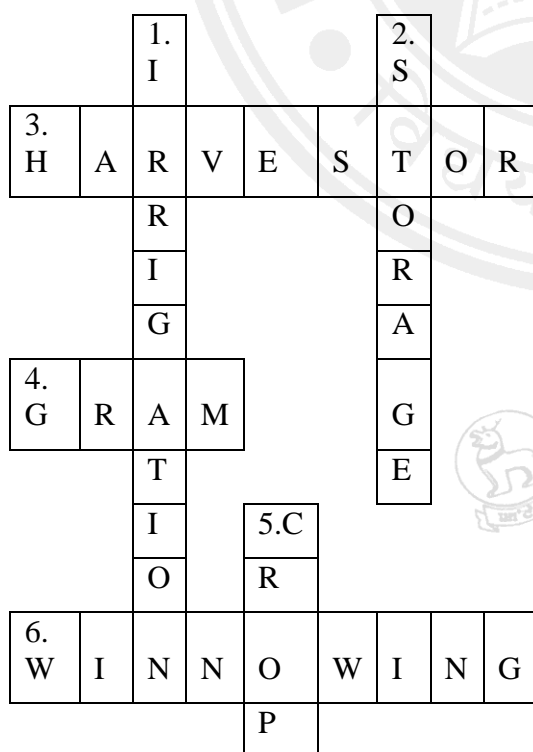 1. 2.
I S
3.
H A R V E S T O R
R O
I R
G A
4.
G R A M G
T E
I 5.C
O R
6.
W I N N O W I N G
P